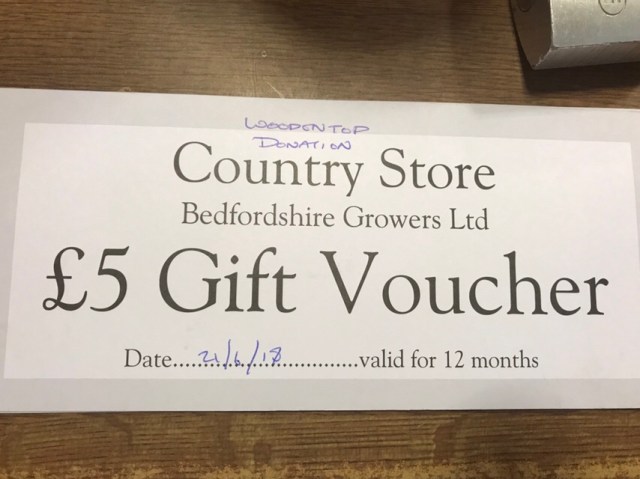 WOODENTOP
DONATION
Country Store
Bedfordshire Growers Ltd
£5 Gift Voucher
Date....21/6/18................valid for 12 months